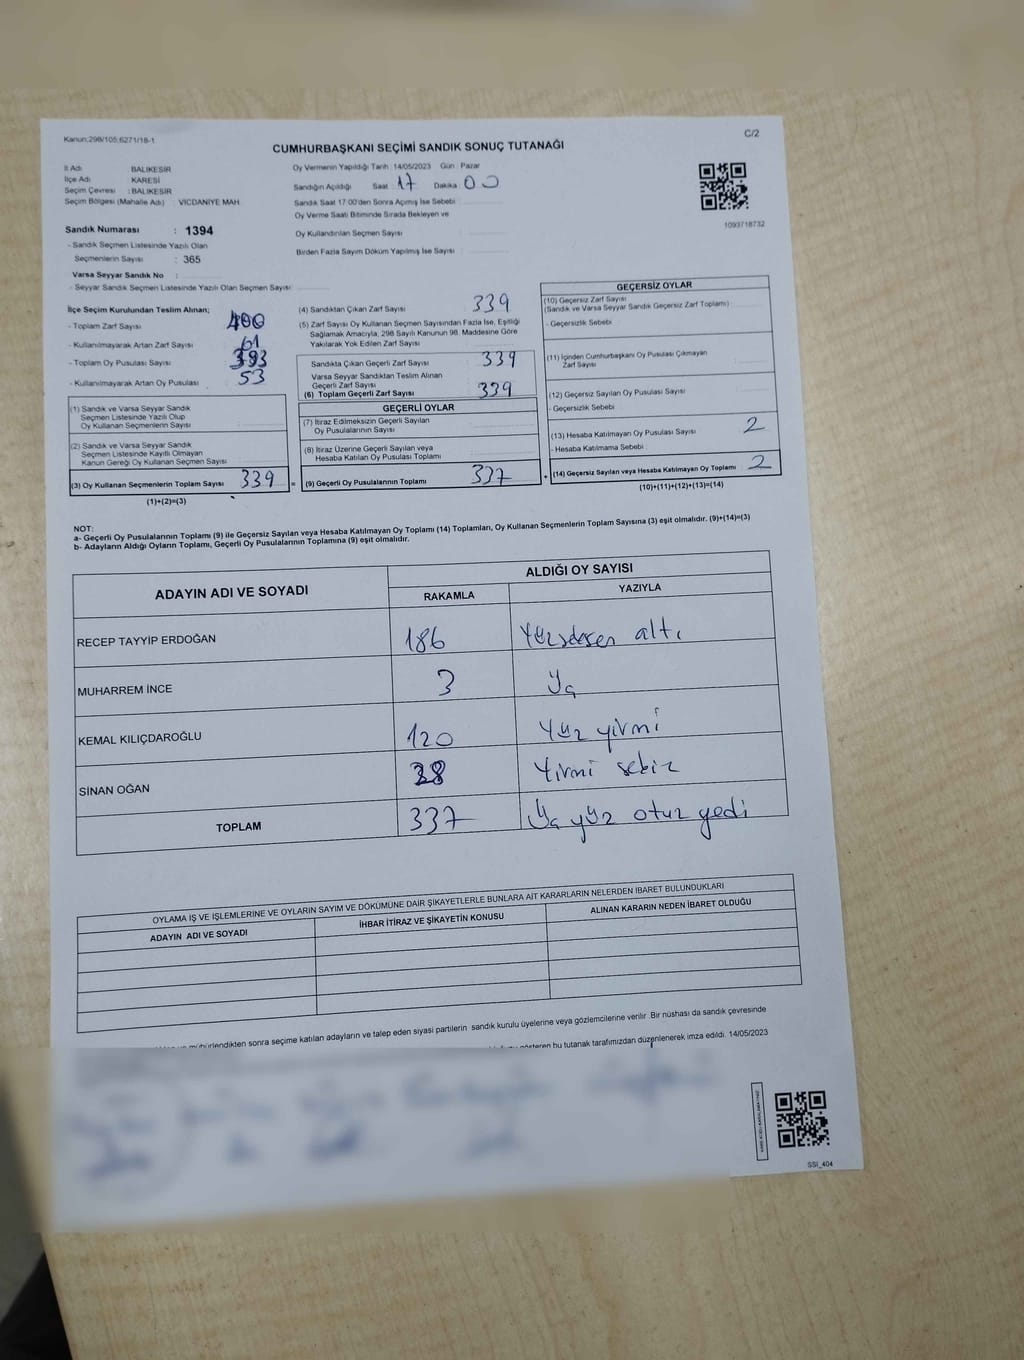 Kanun:298/105;6271/18-1
C/2
CUMHURBAŞKANI SEÇİMİ SANDIK SONUÇ TUTANAĞI
İl Adı : BALIKESİR
İlçe Adı : KARESİ
Seçim Çevresi : BALIKESİR
Seçim Bölgesi (Mahalle Adı) : VİCDANİYE MAH.
Oy Vermenin Yapıldığı Tarih : 14/05/2023 Gün : Pazar
Sandığın Açıldığı Saat : 17 Dakika : 00
Sandık Saat 17:00'den Sonra Açılmış İse Sebebi :
Oy Verme Saati Bitiminde Sırada Bekleyen ve
Oy Kullandırılan Seçmen Sayısı :
Birden Fazla Sayım Döküm Yapılmış İse Sayısı :
1093718732
Sandık Numarası : 1394
- Sandık Seçmen Listesinde Yazılı Olan
Seçmenlerin Sayısı : 365
Varsa Seyyar Sandık No :
- Seyyar Sandık Seçmen Listesinde Yazılı Olan Seçmen Sayısı:
İlçe Seçim Kurulundan Teslim Alınan;
- Toplam Zarf Sayısı 400
- Kullanılmayarak Artan Zarf Sayısı 61
- Toplam Oy Pusulası Sayısı
- Kullanılmayarak Artan Oy Pusulası 53
(1) Sandık ve Varsa Seyyar Sandık
Seçmen Listesinde Yazılı Olup
Oy Kullanan Seçmenlerin Sayısı
(2) Sandık ve Varsa Seyyar Sandık
Seçmen Listesinde Kayıtlı Olmayan
Kanun Gereği Oy Kullanan Seçmen Sayısı
(3) Oy Kullanan Seçmenlerin Toplam Sayısı 339
(1)+(2)=(3)
(4) Sandıktan Çıkan Zarf Sayısı 339
(5) Zarf Sayısı Oy Kullanan Seçmen Sayısından Fazla İse, Eşitliği
Sağlamak Amacıyla, 298 Sayılı Kanunun 98. Maddesine Göre
Yakılarak Yok Edilen Zarf Sayısı :
Sandıkta Çıkan Geçerli Zarf Sayısı 339
Varsa Seyyar Sandıktan Teslim Alınan
Geçerli Zarf Sayısı
(6) Toplam Geçerli Zarf Sayısı 339
GEÇERLİ OYLAR
(7) İtiraz Edilmeksizin Geçerli Sayılan
Oy Pusulalarının Sayısı
(8) İtiraz Üzerine Geçerli Sayılan veya
Hesaba Katılan Oy Pusulası Toplamı
= (9) Geçerli Oy Pusulalarının Toplamı 337
GEÇERSİZ OYLAR
(10) Geçersiz Zarf Sayısı
(Sandık ve Varsa Seyyar Sandık Geçersiz Zarf Toplamı) :
- Geçersizlik Sebebi :
(11) İçinden Cumhurbaşkanı Oy Pusulası Çıkmayan
Zarf Sayısı
(12) Geçersiz Sayılan Oy Pusulası Sayısı
- Geçersizlik Sebebi :
(13) Hesaba Katılmayan Oy Pusulası Sayısı 2
- Hesaba Katılmama Sebebi :
+ (14) Geçersiz Sayılan veya Hesaba Katılmayan Oy Toplamı 2
(10)+(11)+(12)+(13)=(14)
NOT:
a- Geçerli Oy Pusulalarının Toplamı (9) ile Geçersiz Sayılan veya Hesaba Katılmayan Oy Toplamı (14) Toplamları, Oy Kullanan Seçmenlerin Toplam Sayısına (3) eşit olmalıdır. (9)+(14)=(3)
b- Adayların Aldığı Oyların Toplamı, Geçerli Oy Pusulalarının Toplamına (9) eşit olmalıdır.
ADAYIN ADI VE SOYADI
ALDIĞI OY SAYISI
RAKAMLA YAZIYLA
RECEP TAYYİP ERDOĞAN 186 Yüzseksen altı
MUHARREM İNCE 3 Üç
KEMAL KILIÇDAROĞLU 120 Yüz yirmi
SİNAN OĞAN 28 Yirmi sekiz
TOPLAM 337 Üç yüz otuz yedi
OYLAMA İŞ VE İŞLEMLERİNE VE OYLARIN SAYIM VE DÖKÜMÜNE DAİR ŞİKAYETLERLE BUNLARA AİT KARARLARIN NELERDEN İBARET BULUNDUKLARI
ADAYIN ADI VE SOYADI İHBAR İTİRAZ VE ŞİKAYETİN KONUSU ALINAN KARARIN NEDEN İBARET OLDUĞU
mühürlendikten sonra seçime katılan adayların ve talep eden siyasi partilerin sandık kurulu üyelerine veya gözlemcilerine verilir. Bir nüshası da sandık çevresinde
gösteren bu tutanak tarafımızdan düzenlenerek imza edildi. 14/05/2023
SSİ_404